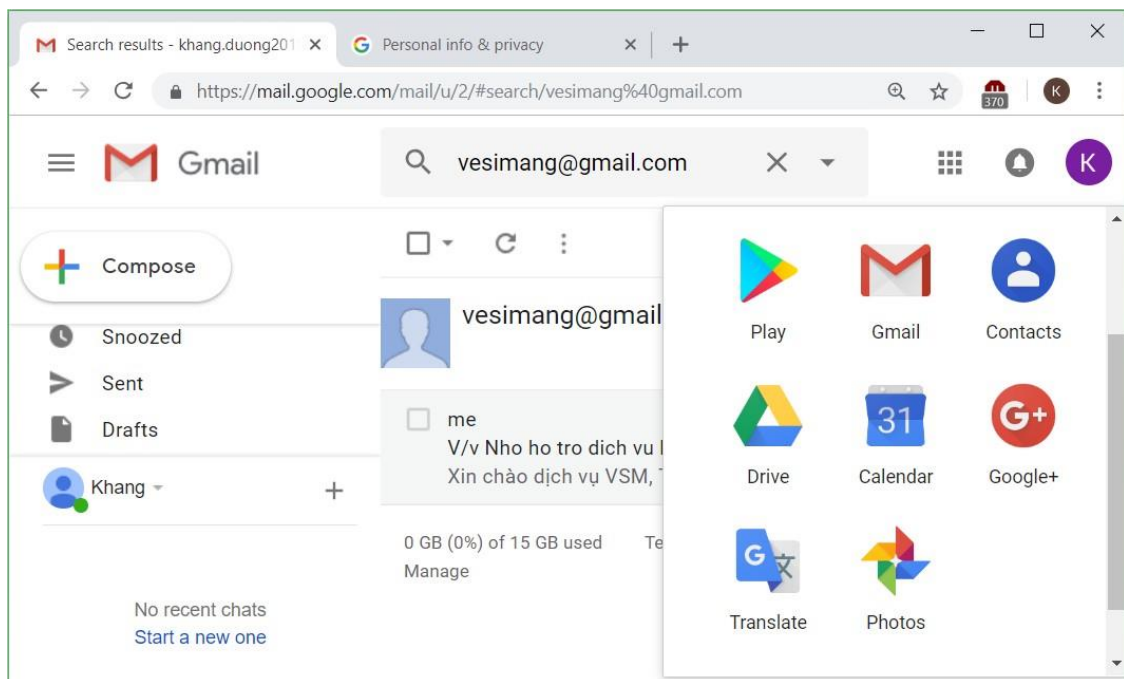 Search results - khang.duong201
Personal info & privacy
https://mail.google.com/mail/u/2/#search/vesimang%40gmail.com
370
K
Gmail
vesimang@gmail.com
K
Compose
Snoozed
Sent
Drafts
Khang
No recent chats
Start a new one
vesimang@gmail
me
V/v Nho ho tro dich vu
Xin chào dịch vụ VSM,
0 GB (0%) of 15 GB used
Te
Manage
Play
Gmail
Contacts
31
G+
Drive
Calendar
Google+
G 文
Translate
Photos